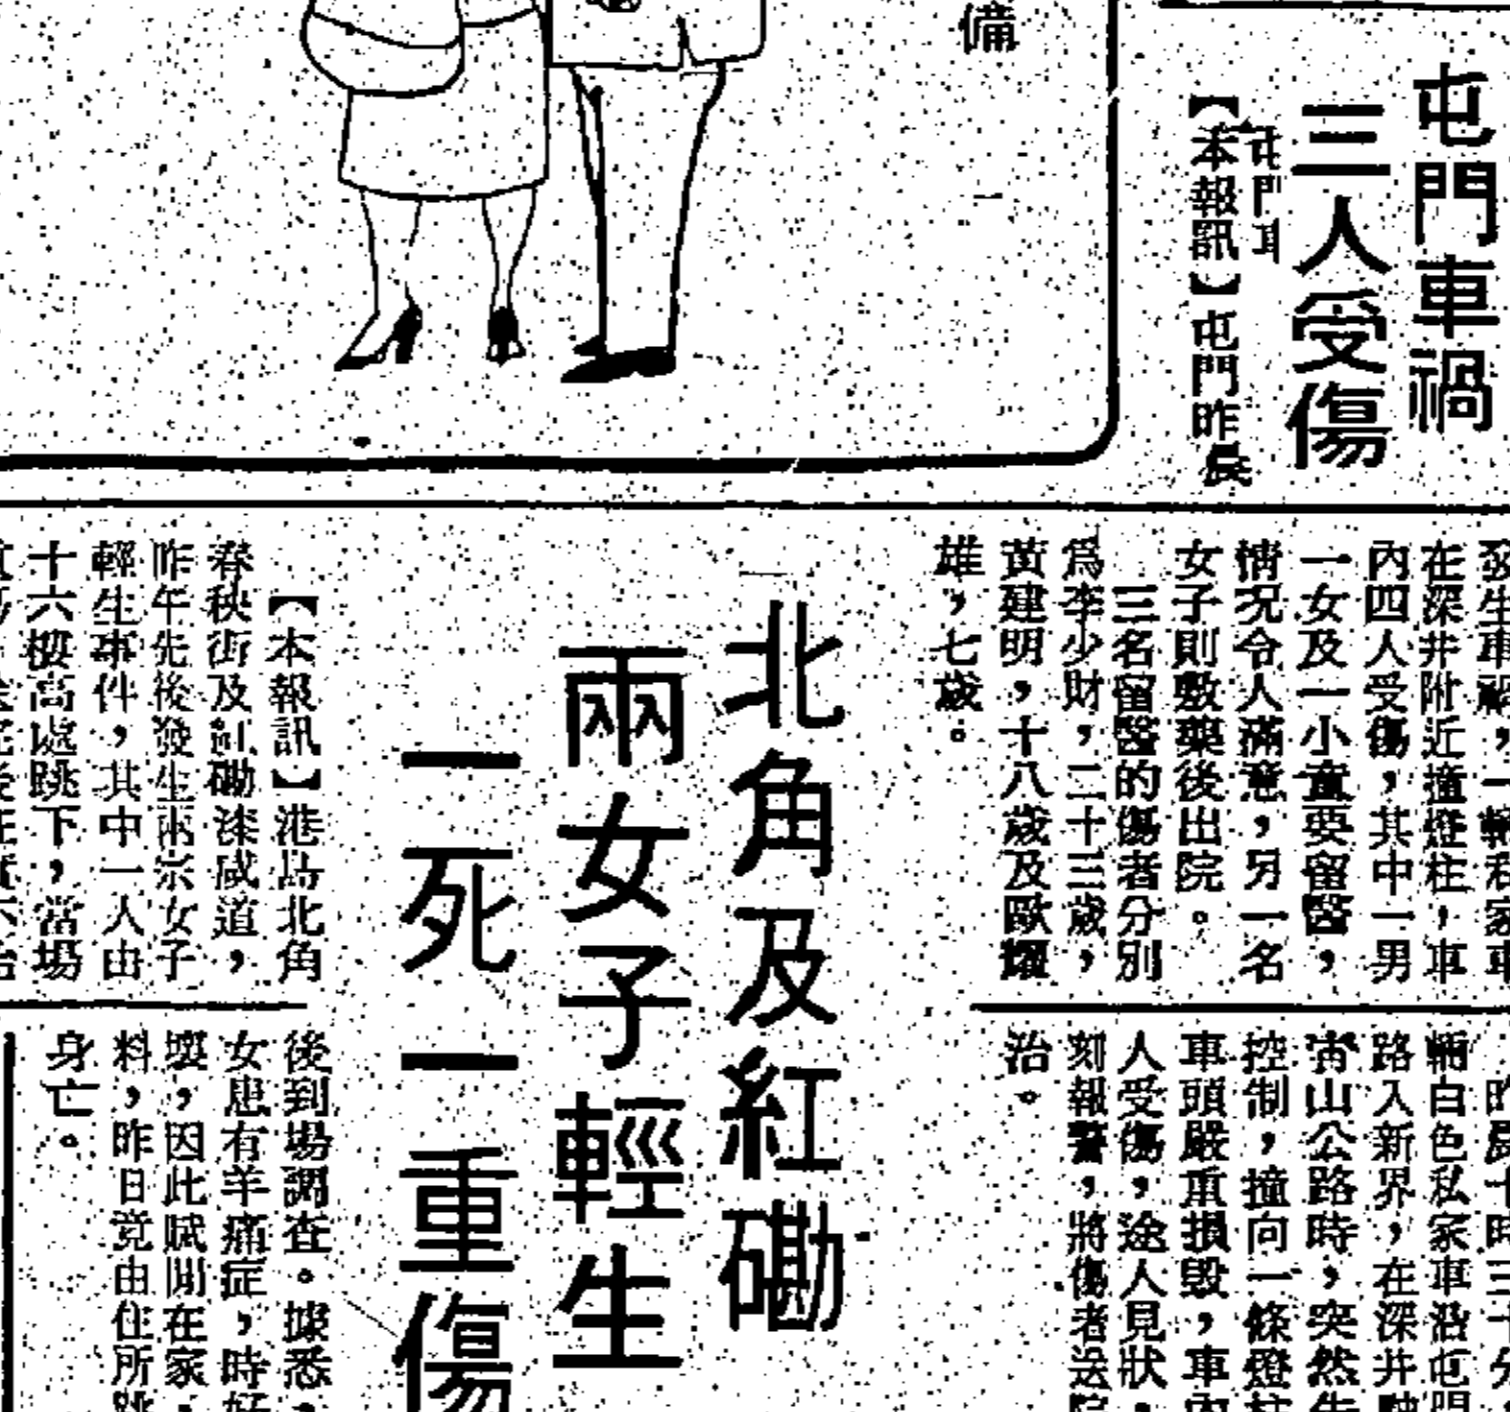 備
屯門車禍
三人受傷
【本報訊】屯門昨晨
發生車禍，一輛私家車
在深井附近撞燈柱，車
內四人受傷，其中一男
一女及一小童要留醫，
情況令人滿意，另一名
女子則敷藥後出院。
三名留醫的傷者分別
為李少財，二十三歲，
黃建明，十八歲及歐耀
雄，七歲。
昨晨十時三十分
輛白色私家車沿屯門
路入新界，在深井
青山公路時，突然失
控制，撞向一條燈柱
車頭嚴重損毀，車內
人受傷，途人見狀，
刻報警，將傷者送院
治。
北角及紅磡
兩女子輕生
一死一重傷
【本報訊】港島北角
春秧街及紅磡漆咸道，
昨午先後發生兩宗女子
輕生事件，其中一人由
十六樓高處跳下，當場
後到場調查。據悉，
女患有羊癇症，時好
壞，因此賦閒在家，
料，昨日竟由住所跳
身亡。